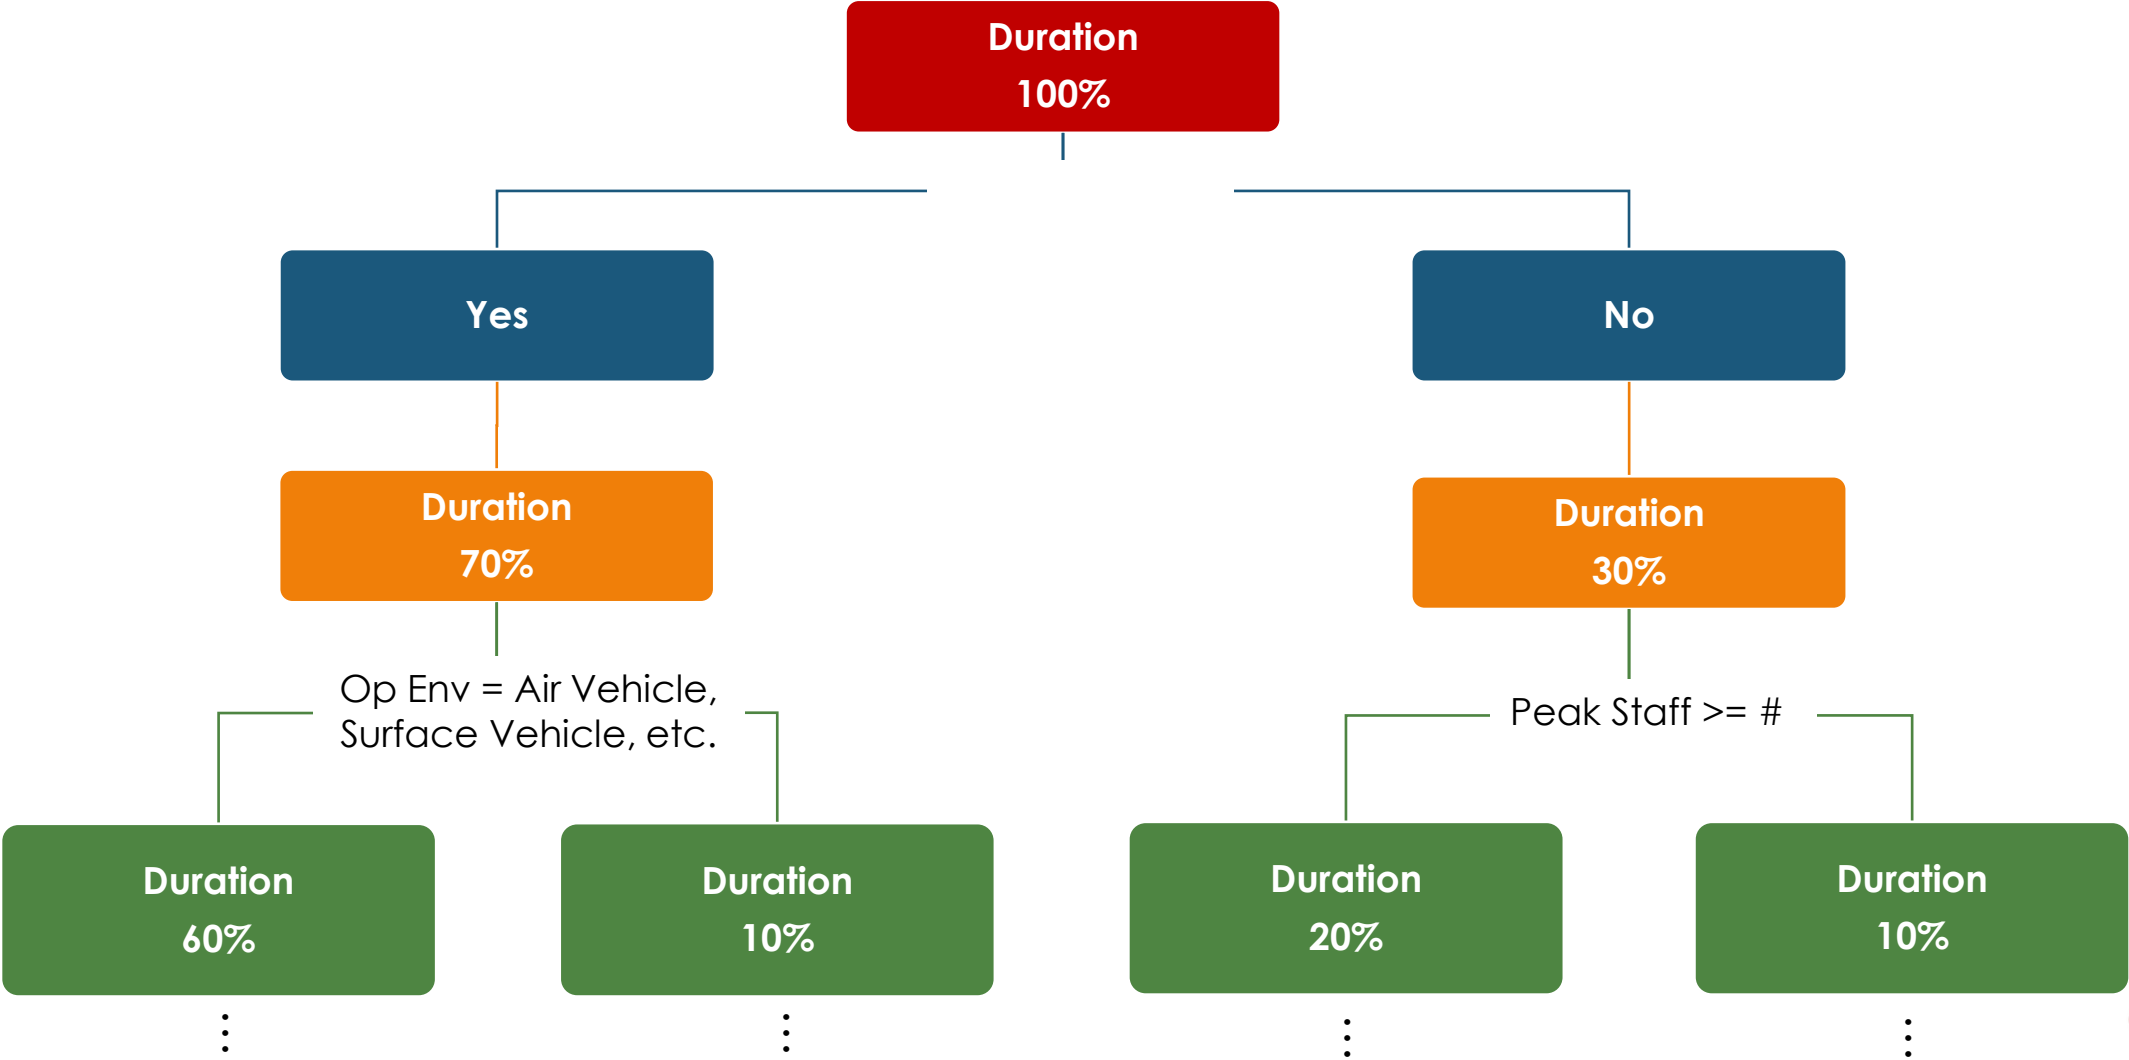 Duration
100%
Yes
No
Duration
70%
Duration
30%
Op Env = Air Vehicle,
Surface Vehicle, etc.
Peak Staff >= #
Duration
60%
Duration
10%
Duration
20%
Duration
10%